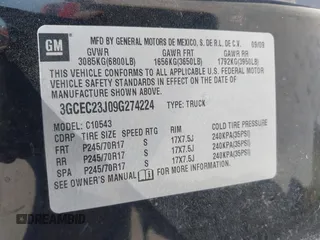 GM
MFD BY GENERAL MOTORS DE MEXICO, S. DE R.L. DE C.V. 09/09
GVWR GAWR FRT GAWR RR
3085KG(6800LB) 1656KG(3650LB) 1792KG(3950LB)
THIS VEHICLE CONFORMS TO ALL APPLICABLE U.S.
FEDERAL MOTOR VEHICLE SAFETY
STANDARDS IN EFFECT ON THE DATE OF
MANUFACTURE SHOWN ABOVE.
3GCEC23J09G274224 TYPE: TRUCK
C10543
CORP TIRE SIZE SPEED RTG RIM COLD TIRE PRESSURE
FRT P245/70R17 S 17X7.5J 240KPA(35PSI)
RR P245/70R17 S 17X7.5J 240KPA(35PSI)
SPA P245/70R17 S 17X7.5J 240KPA(35PSI)
SEE OWNER'S MANUAL FOR MORE INFORMATION.
DREAMBID